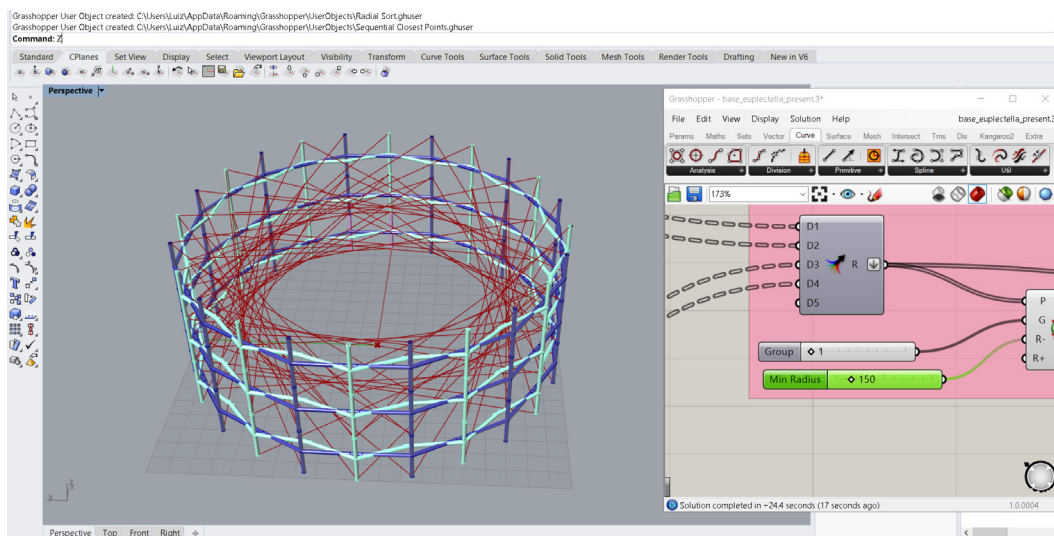 Grasshopper User Object created: C:\Users\Luiz\AppData\Roaming\Grasshopper\UserObjects\Radial Sort.ghuser
Grasshopper User Object created: C:\Users\Luiz\AppData\Roaming\Grasshopper\UserObjects\Sequential Closest Points.ghuser
Command: Z
Standard CPlanes Set View Display Select Viewport Layout Visibility Transform Curve Tools Surface Tools Solid Tools Mesh Tools Render Tools Drafting New in V6
Perspective
Grasshopper - base_euplectella_present.3*
File Edit View Display Solution Help base_euplectella_present.3
Params Maths Sets Vector Curve Surface Mesh Intersect Trns Dis Kangaroo2 Extra
Analysis Division Primitive Spline Util
173%
D1
D2
D3 R
D4
D5
P
G
R-
R+
Group 1
Min Radius 150
Solution completed in ~24.4 seconds (17 seconds ago) 1.0.0004
z
y
Perspective Top Front Right